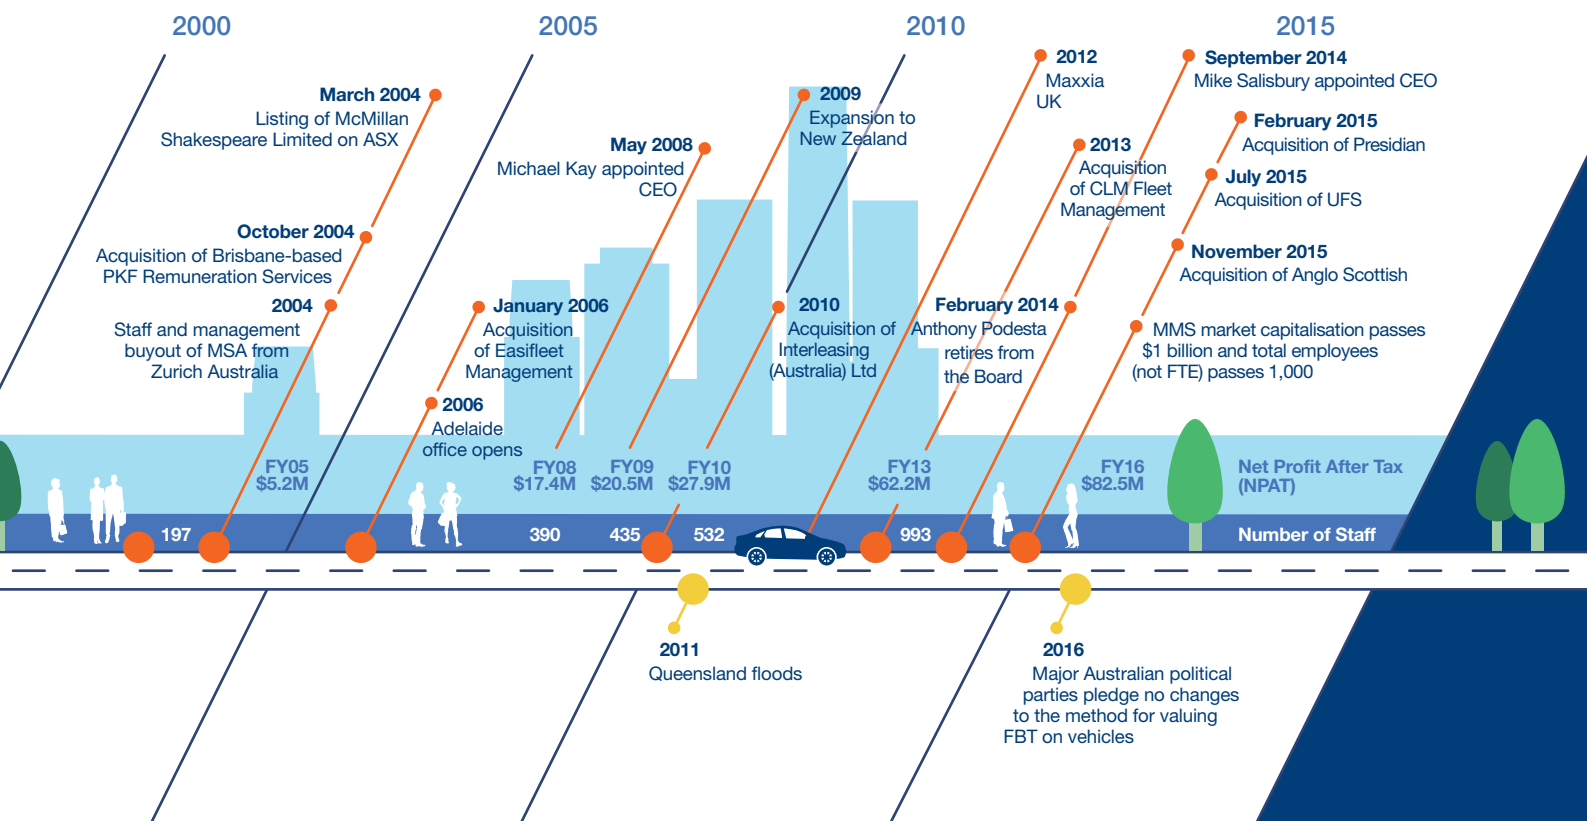 2000
2005
2010
2015
March 2004
Listing of McMillan
Shakespeare Limited on ASX
October 2004
Acquisition of Brisbane-based
PKF Remuneration Services
2004
Staff and management
buyout of MSA from
Zurich Australia
January 2006
Acquisition
of Easifleet
Management
2006
Adelaide
office opens
May 2008
Michael Kay appointed
CEO
2009
Expansion to
New Zealand
2010
Acquisition of
Interleasing
(Australia) Ltd
2012
Maxxia
UK
2013
Acquisition
of CLM Fleet
Management
February 2014
Anthony Podesta
retires from
the Board
September 2014
Mike Salisbury appointed CEO
February 2015
Acquisition of Presidian
July 2015
Acquisition of UFS
November 2015
Acquisition of Anglo Scottish
MMS market capitalisation passes
$1 billion and total employees
(not FTE) passes 1,000
FY05
$5.2M
FY08
$17.4M
FY09
$20.5M
FY10
$27.9M
FY13
$62.2M
FY16
$82.5M
Net Profit After Tax
(NPAT)
197
390
435
532
993
Number of Staff
2011
Queensland floods
2016
Major Australian political
parties pledge no changes
to the method for valuing
FBT on vehicles